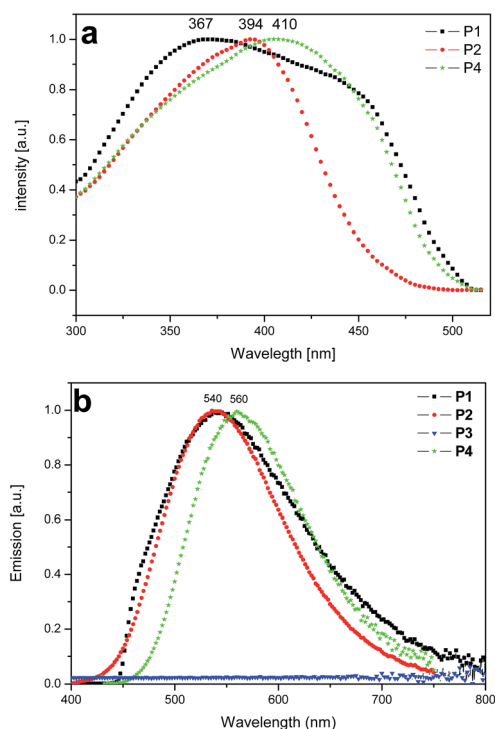 a
367 394 410
P1
P2
P4
intensity [a.u.]
1.0
0.8
0.6
0.4
0.2
0.0
300 350 400 450 500
Wavelegth [nm]
b
540 560
P1
P2
P3
P4
Emission [a.u.]
1.0
0.8
0.6
0.4
0.2
0.0
400 500 600 700 800
Wavelength (nm)